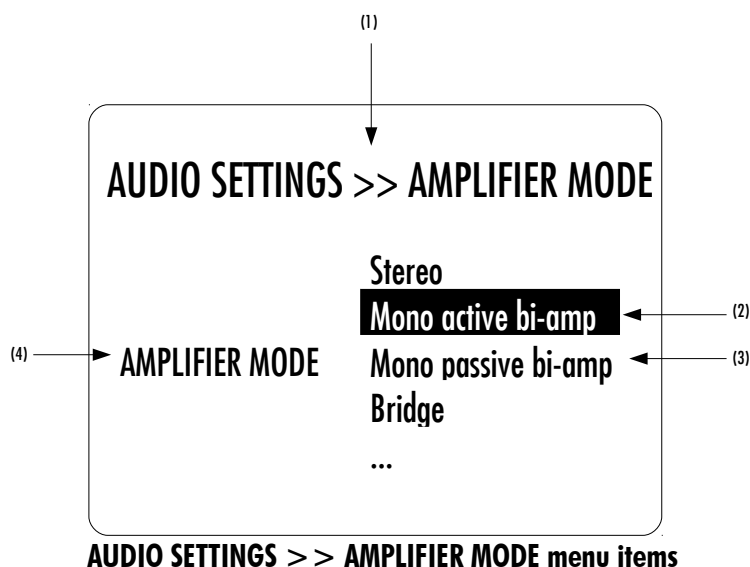 (1)
AUDIO SETTINGS >> AMPLIFIER MODE
Stereo
Mono active bi-amp
(2)
(4)
AMPLIFIER MODE
Mono passive bi-amp
(3)
Bridge
...
AUDIO SETTINGS >> AMPLIFIER MODE menu items